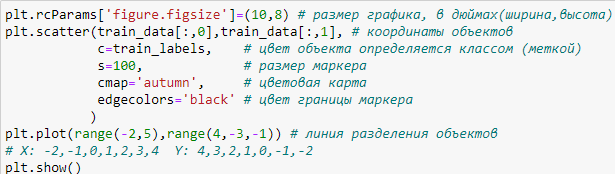 plt.rcParams['figure.figsize']=(10,8) # размер графика, в дюймах(ширина,высота)
plt.scatter(train_data[:,0],train_data[:,1], # координаты объектов
c=train_labels, # цвет объекта определяется классом (меткой)
s=100, # размер маркера
cmap='autumn', # цветовая карта
edgecolors='black' # цвет границы маркера
)
plt.plot(range(-2,5),range(4,-3,-1)) # линия разделения объектов
# X: -2,-1,0,1,2,3,4 Y: 4,3,2,1,0,-1,-2
plt.show()